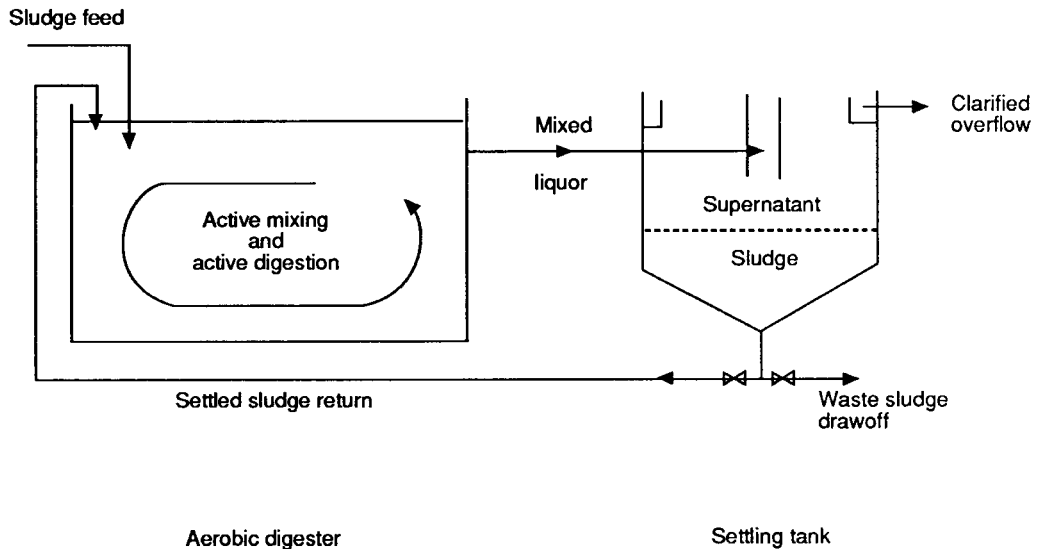 Sludge feed
Clarified
overflow
Mixed
liquor
Active mixing
and
active digestion
Supernatant
Sludge
Settled sludge return
Waste sludge
drawoff
Aerobic digester
Settling tank